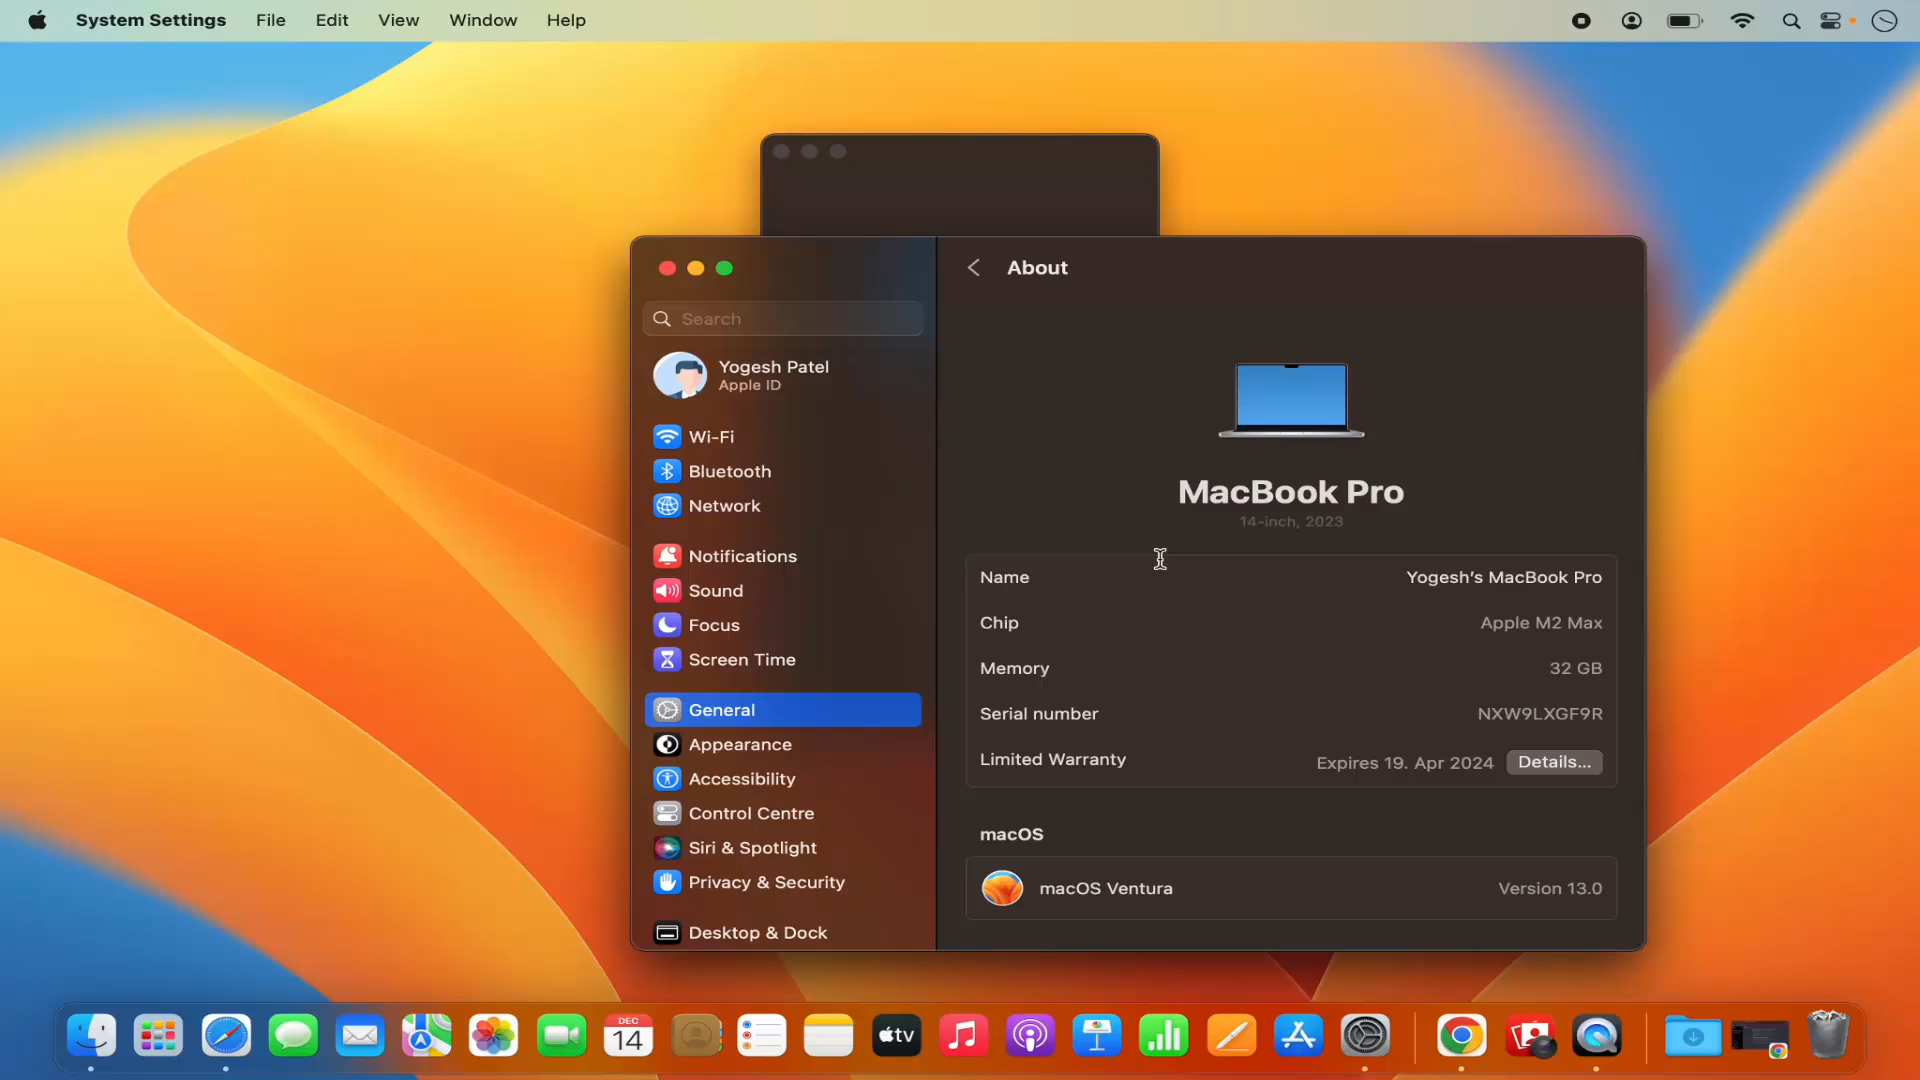 System Settings File Edit View Window Help
About
Search
Yogesh Patel
Apple ID
Wi-Fi
Bluetooth
Network
Notifications
Sound
Focus
Screen Time
General
Appearance
Accessibility
Control Centre
Siri & Spotlight
Privacy & Security
Desktop & Dock
MacBook Pro
14-inch, 2023
Name Yogesh’s MacBook Pro
Chip Apple M2 Max
Memory 32 GB
Serial number NXW9LXGF9R
Limited Warranty Expires 19. Apr 2024 Details...
macOS
macOS Ventura Version 13.0
DEC
14
tv